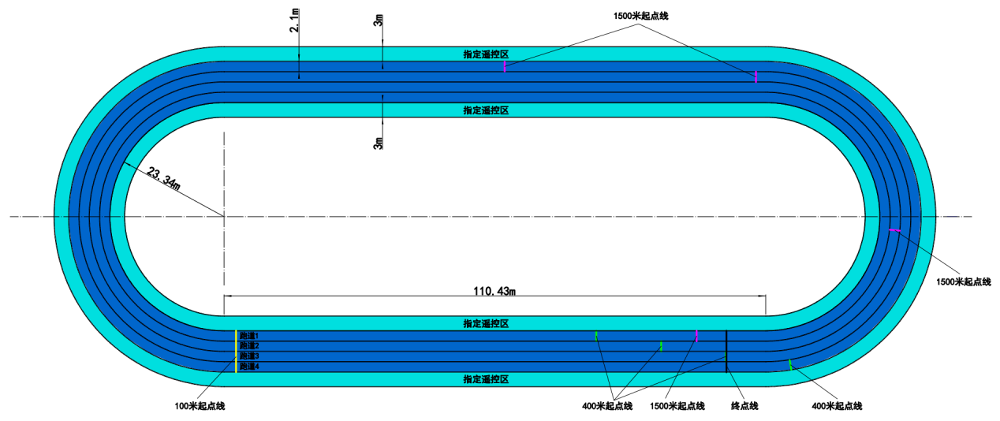 1500米起点线
2.1m
3m
指定遥控区
指定遥控区
3m
23.34m
1500米起点线
110.43m
指定遥控区
跑道1
跑道2
跑道3
跑道4
指定遥控区
100米起点线
400米起点线
1500米起点线
终点线
400米起点线